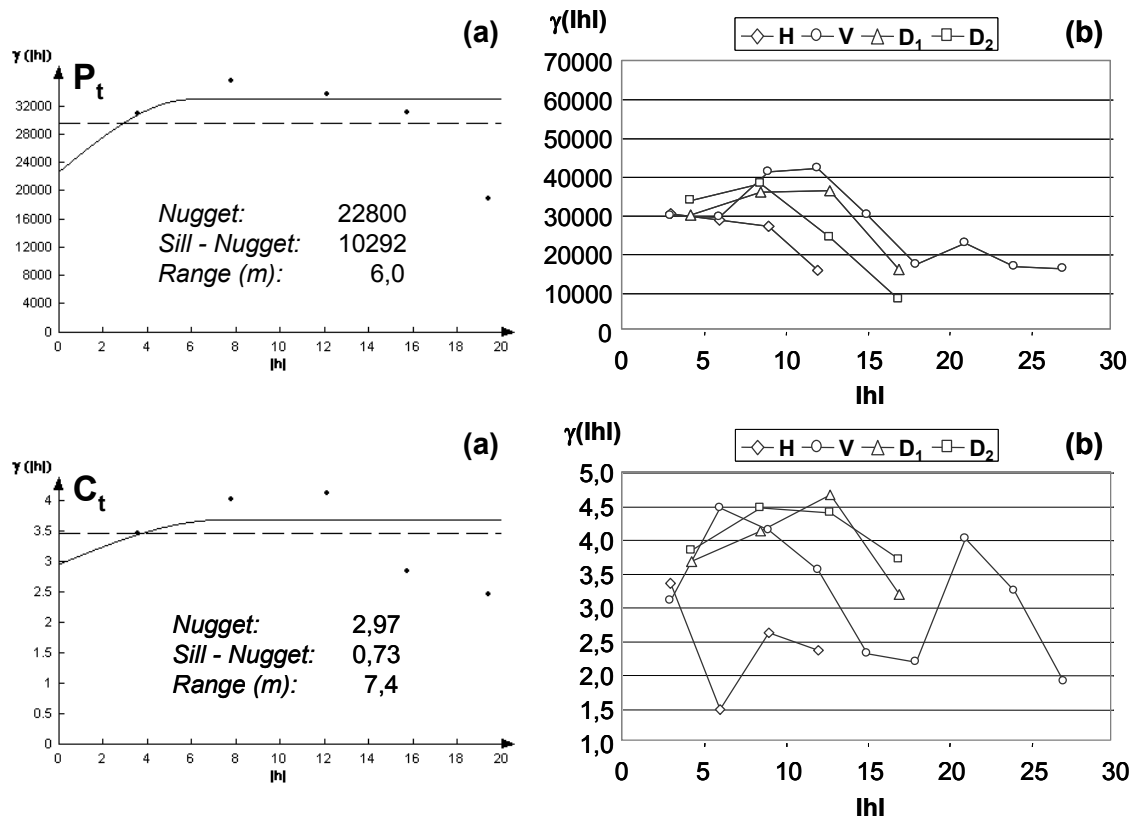 (a)
γ (|h|)
P_t
32000
28000
24000
20000
16000
12000
8000
4000
0
Nugget: 22800
Sill - Nugget: 10292
Range (m): 6,0
0 2 4 6 8 10 12 14 16 18 20
|h|
γ(IhI)
H V D₁ D₂
(b)
70000
60000
50000
40000
30000
20000
10000
0
0 5 10 15 20 25 30
IhI
(a)
γ (|h|)
C_t
4
3.5
3
2.5
2
1.5
1
0.5
0
Nugget: 2,97
Sill - Nugget: 0,73
Range (m): 7,4
0 2 4 6 8 10 12 14 16 18 20
|h|
γ(IhI)
H V D₁ D₂
(b)
5,0
4,5
4,0
3,5
3,0
2,5
2,0
1,5
1,0
0 5 10 15 20 25 30
IhI